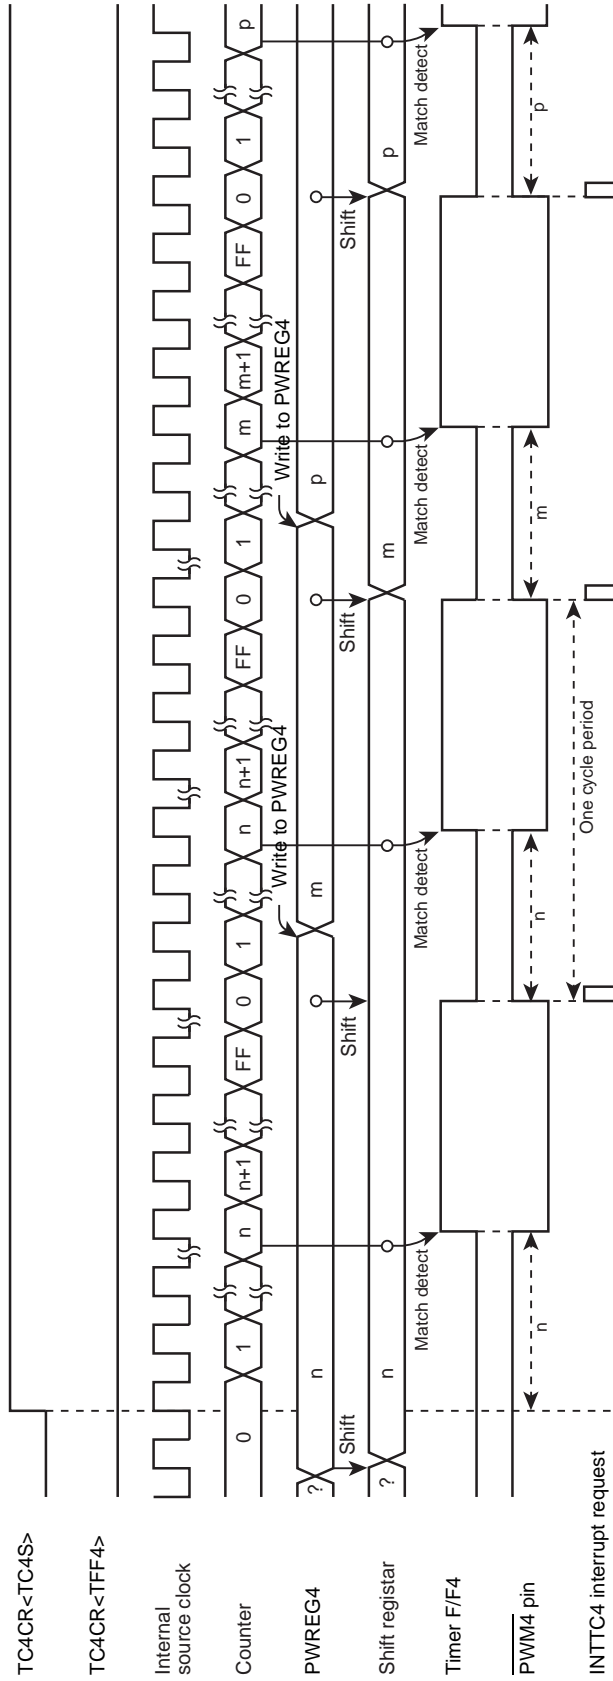 TC4CR<TC4S>
TC4CR<TFF4>
Internal
source clock
Counter 0 1 n n+1 FF 0 1 n n+1 FF 0 1 m m+1 FF 0 1 p
Write to PWREG4 Write to PWREG4
PWREG4 ? n m p
Shift Shift Shift Shift
Shift registar ? n m p
Match detect Match detect Match detect Match detect
Timer F/F4
PWM4 pin n n m p
One cycle period
INTTC4 interrupt request